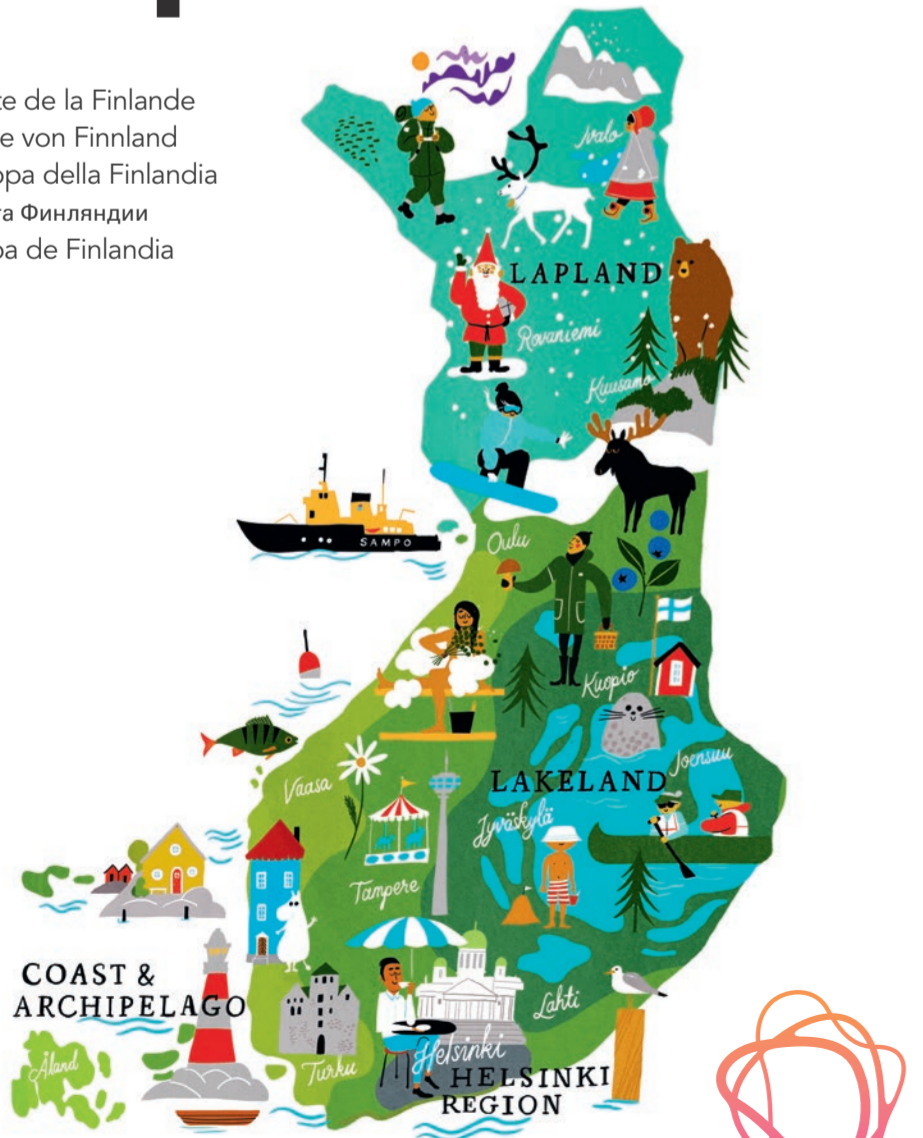 te de la Finlande
e von Finnland
ppa della Finlandia
та Финляндии
pa de Finlandia
Ivalo
LAPLAND
Rovaniemi
Kuusamo
SAMPO
Oulu
Kuopio
Joensuu
Vaasa
LAKELAND
Jyväskylä
Tampere
COAST &
ARCHIPELAGO
Lahti
Åland
Turku
Helsinki
HELSINKI
REGION